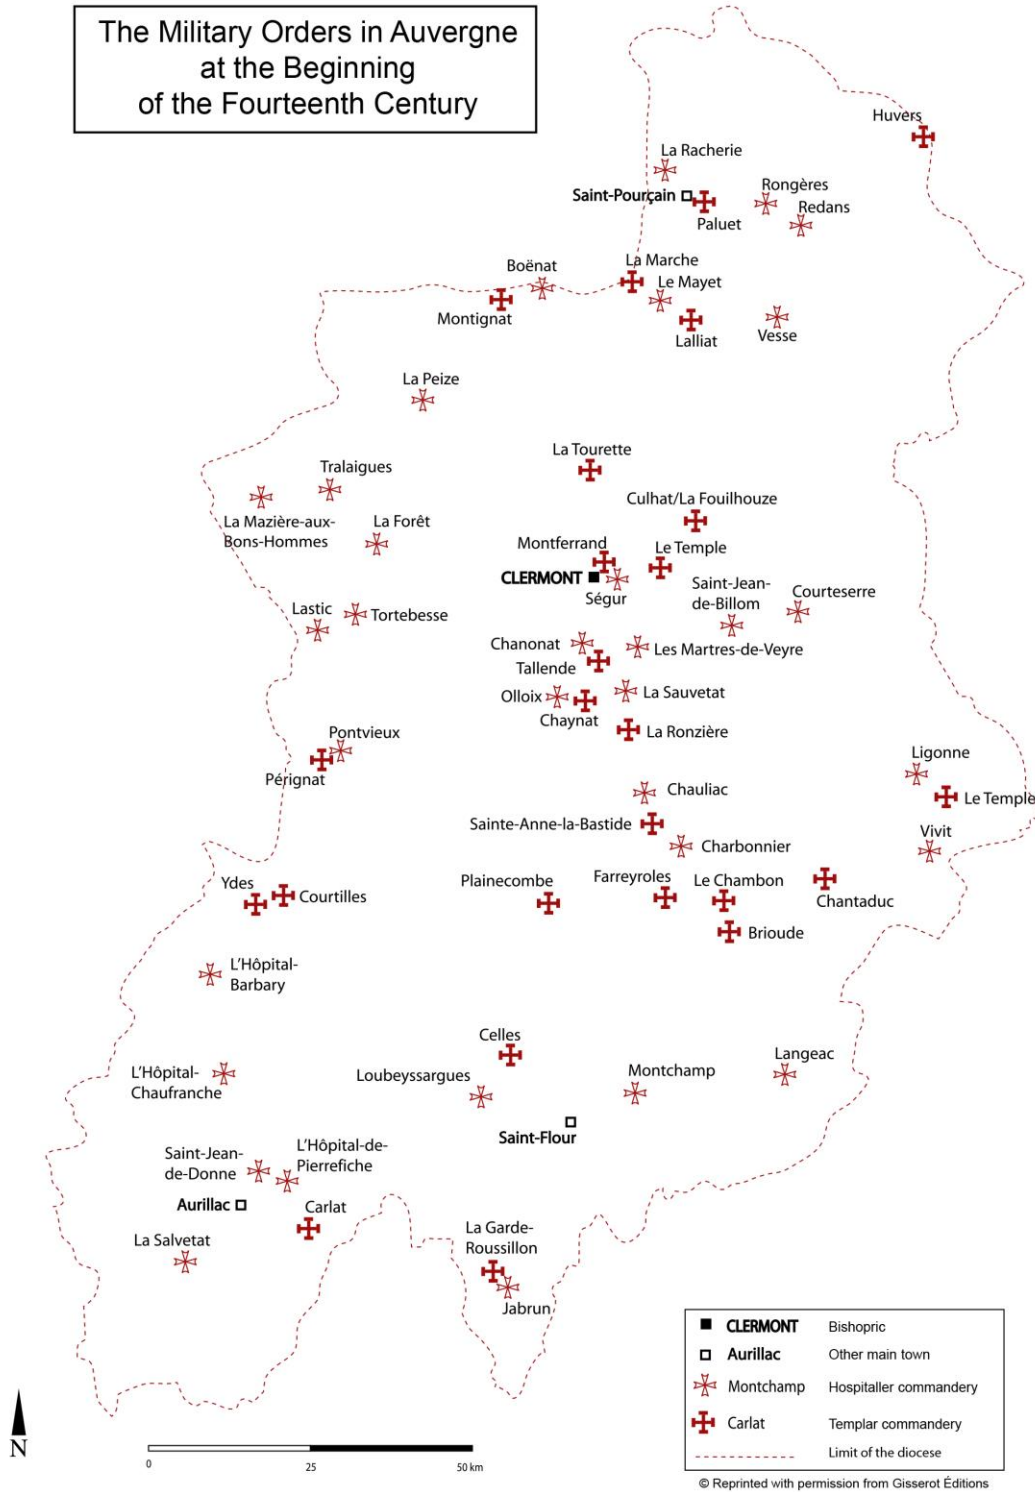 The Military Orders in Auvergne
at the Beginning
of the Fourteenth Century
Huvers
La Racherie
Saint-Pourçain
Paluet
Rongères
Redans
La Marche
Boënat
Le Mayet
Montignat
Lalliat
Vesse
La Peize
La Tourette
Tralaigues
Culhat/La Fouilhouze
La Mazière-aux-
Bons-Hommes
La Forêt
Montferrand
Le Temple
CLERMONT
Ségur
Saint-Jean-
de-Billom
Courteserre
Lastic
Tortebesse
Chanonat
Les Martres-de-Veyre
Tallende
Olloix
La Sauvetat
Chaynat
La Ronzière
Pontvieux
Pérignat
Ligonne
Le Temple
Chauliac
Sainte-Anne-la-Bastide
Vivit
Charbonnier
Ydes
Courtilles
Plainecombe
Farreyroles
Le Chambon
Chantaduc
Brioude
L'Hôpital-
Barbary
Celles
L'Hôpital-
Chaufranche
Loubeyssargues
Montchamp
Langeac
Saint-Flour
Saint-Jean-
de-Donne
L'Hôpital-de-
Pierrefiche
Aurillac
Carlat
La Salvetat
La Garde-
Roussillon
Jabrun
CLERMONT Bishopric
Aurillac Other main town
Montchamp Hospitaller commandery
Carlat Templar commandery
Limit of the diocese
N
0 25 50 km
© Reprinted with permission from Gisserot Éditions